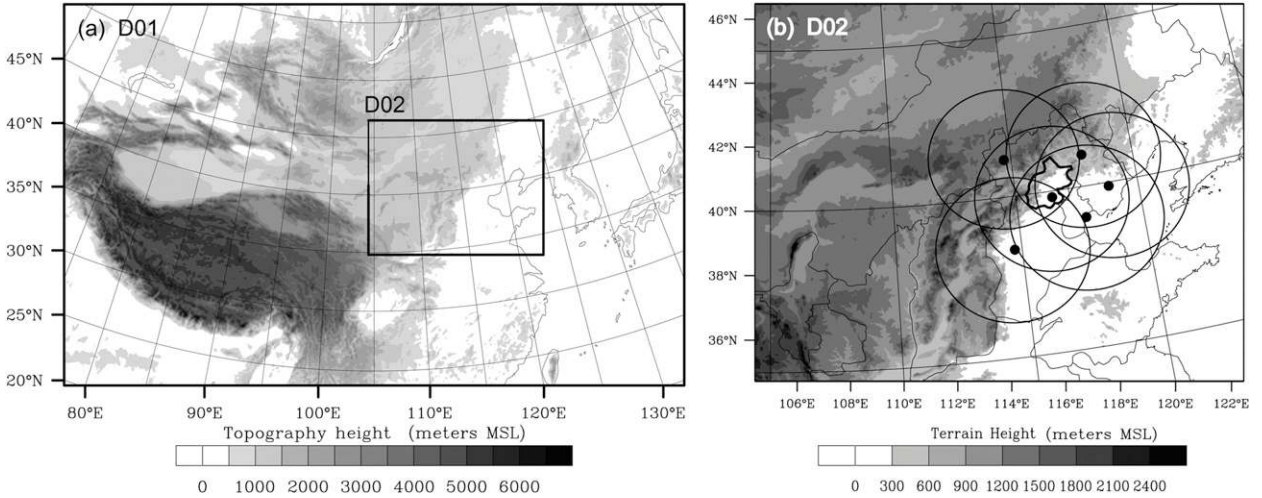 (a) D01
D02
45°N
40°N
35°N
30°N
25°N
20°N
80°E 90°E 100°E 110°E 120°E 130°E
Topography height (meters MSL)
0 1000 2000 3000 4000 5000 6000
(b) D02
46°N
44°N
42°N
40°N
38°N
36°N
106°E 108°E 110°E 112°E 114°E 116°E 118°E 120°E 122°E
Terrain Height (meters MSL)
0 300 600 900 1200 1500 1800 2100 2400